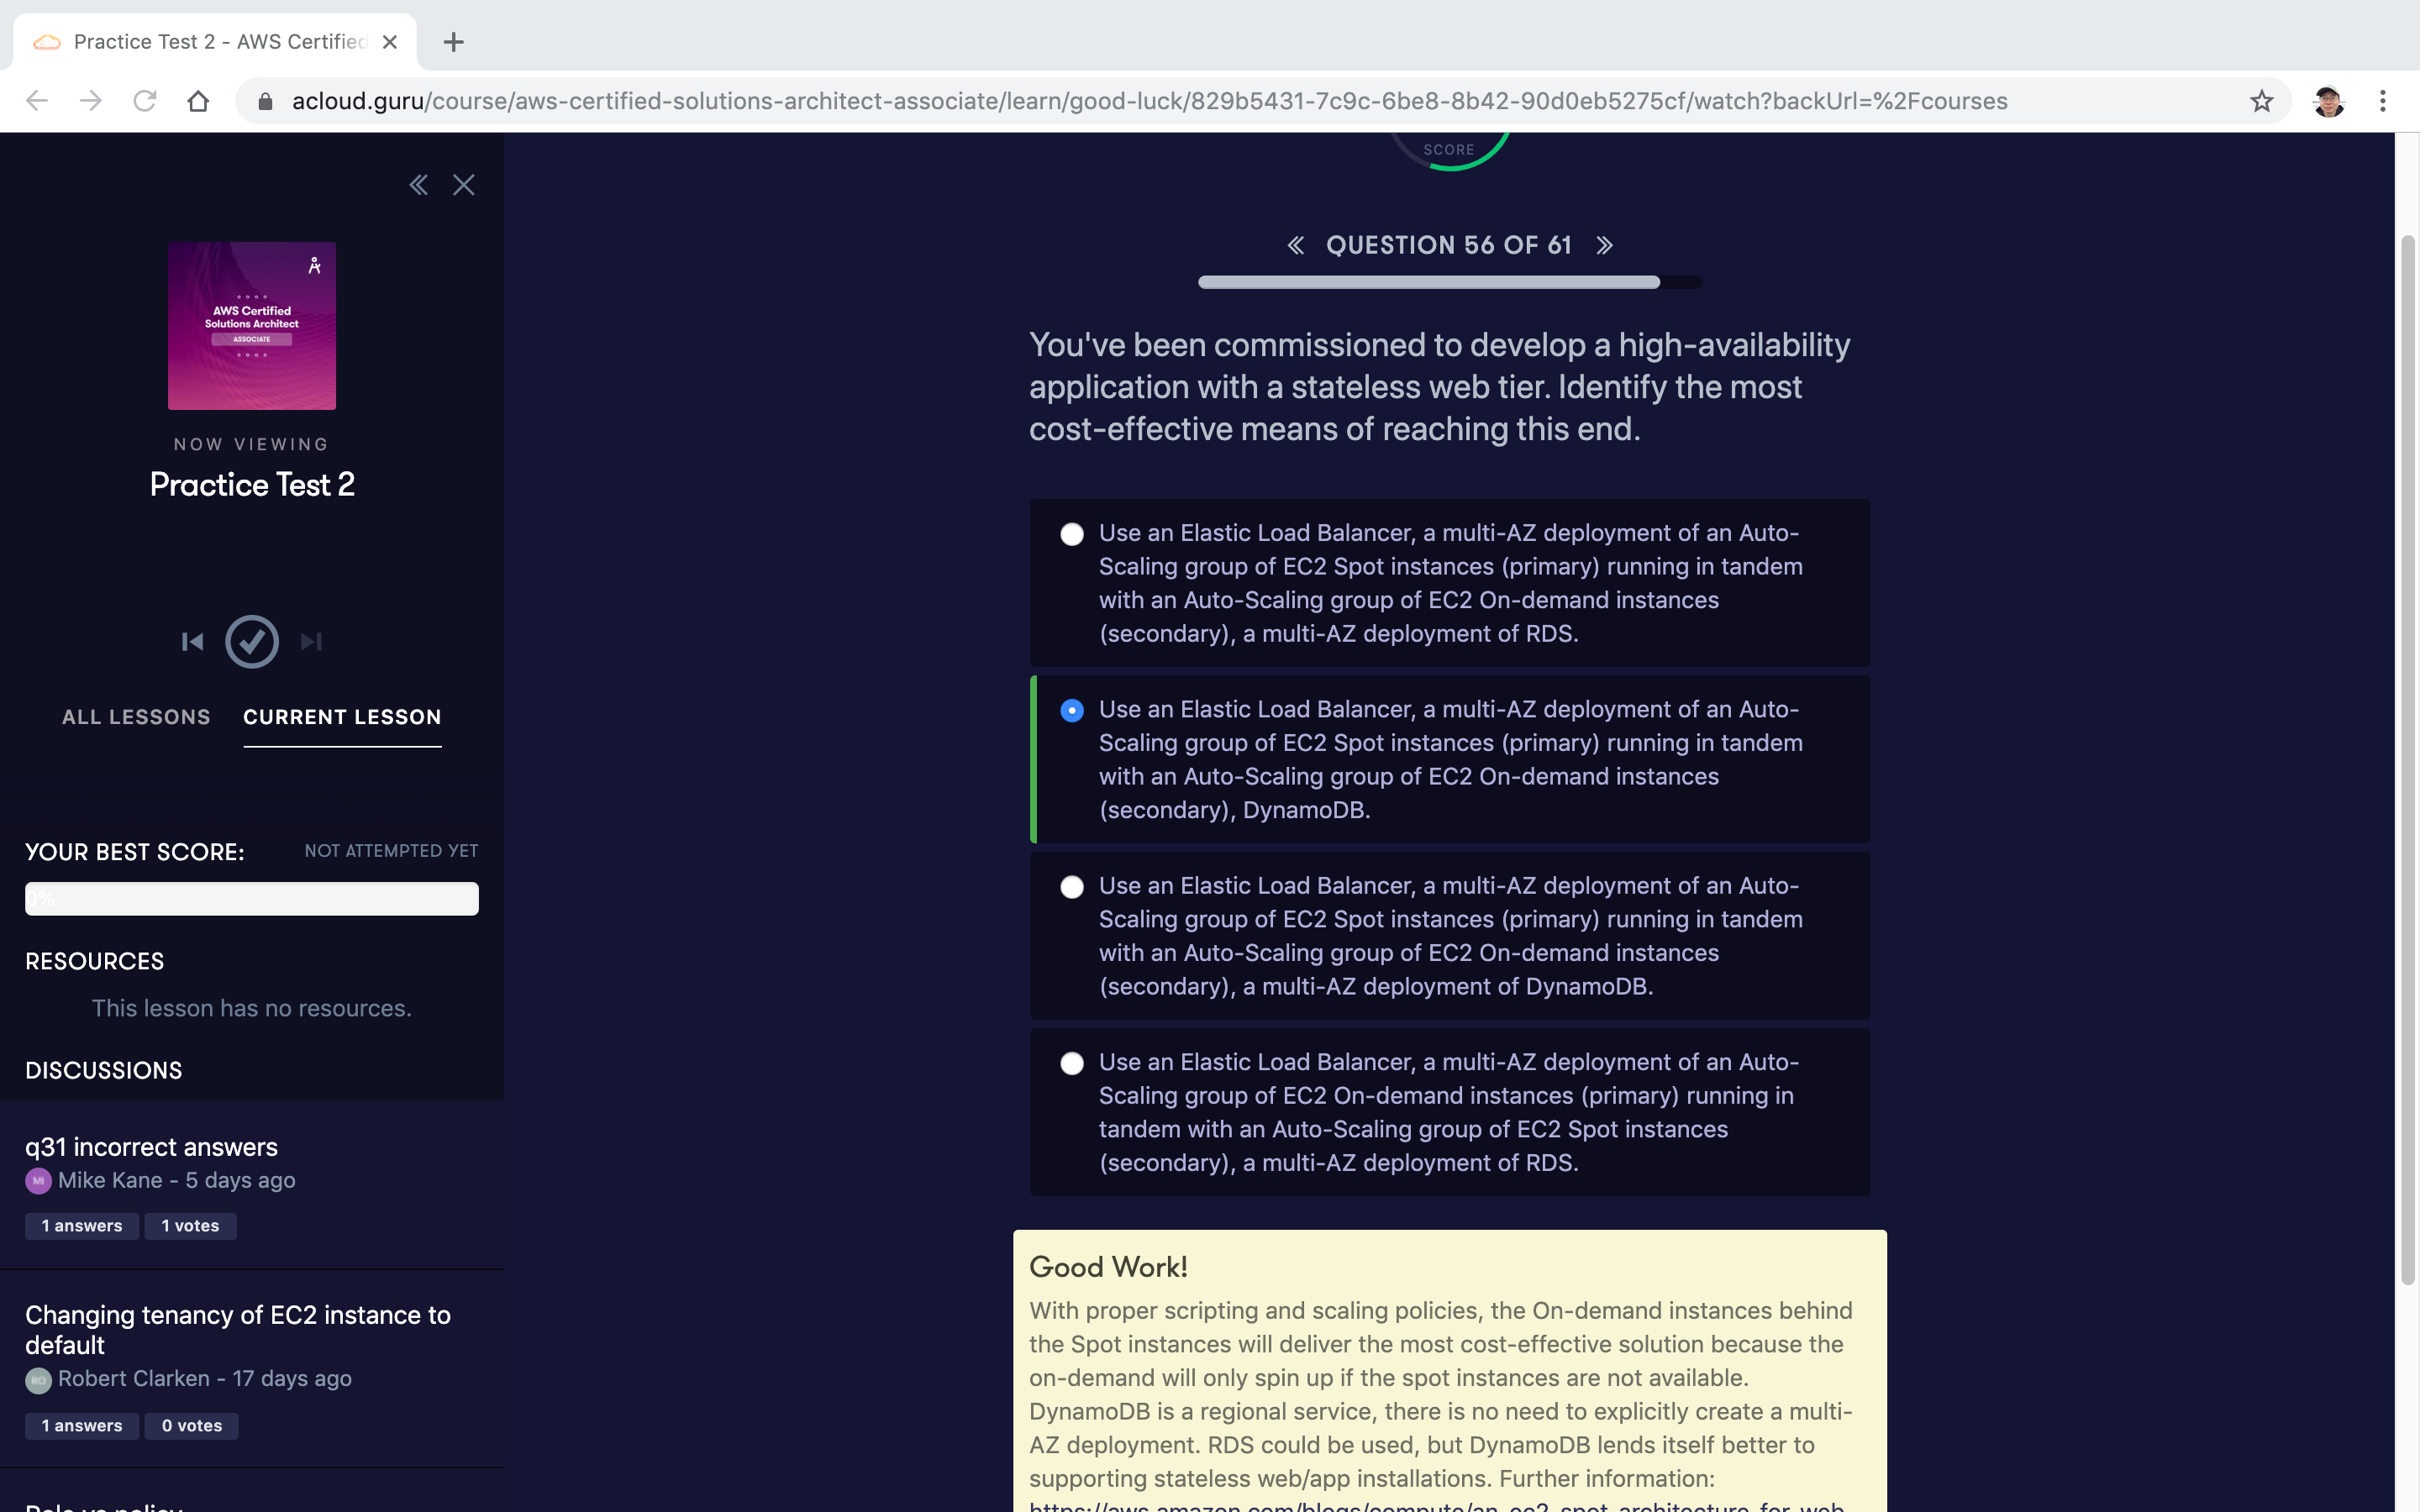 Practice Test 2 - AWS Certified
acloud.guru/course/aws-certified-solutions-architect-associate/learn/good-luck/829b5431-7c9c-6be8-8b42-90d0eb5275cf/watch?backUrl=%2Fcourses
AWS Certified
Solutions Architect
ASSOCIATE
NOW VIEWING
Practice Test 2
ALL LESSONS
CURRENT LESSON
YOUR BEST SCORE:
NOT ATTEMPTED YET
0%
RESOURCES
This lesson has no resources.
DISCUSSIONS
q31 incorrect answers
MI
Mike Kane - 5 days ago
1 answers
1 votes
Changing tenancy of EC2 instance to
default
RO
Robert Clarken - 17 days ago
1 answers
0 votes
SCORE
QUESTION 56 OF 61
You've been commissioned to develop a high-availability
application with a stateless web tier. Identify the most
cost-effective means of reaching this end.
Use an Elastic Load Balancer, a multi-AZ deployment of an Auto-
Scaling group of EC2 Spot instances (primary) running in tandem
with an Auto-Scaling group of EC2 On-demand instances
(secondary), a multi-AZ deployment of RDS.
Use an Elastic Load Balancer, a multi-AZ deployment of an Auto-
Scaling group of EC2 Spot instances (primary) running in tandem
with an Auto-Scaling group of EC2 On-demand instances
(secondary), DynamoDB.
Use an Elastic Load Balancer, a multi-AZ deployment of an Auto-
Scaling group of EC2 Spot instances (primary) running in tandem
with an Auto-Scaling group of EC2 On-demand instances
(secondary), a multi-AZ deployment of DynamoDB.
Use an Elastic Load Balancer, a multi-AZ deployment of an Auto-
Scaling group of EC2 On-demand instances (primary) running in
tandem with an Auto-Scaling group of EC2 Spot instances
(secondary), a multi-AZ deployment of RDS.
Good Work!
With proper scripting and scaling policies, the On-demand instances behind
the Spot instances will deliver the most cost-effective solution because the
on-demand will only spin up if the spot instances are not available.
DynamoDB is a regional service, there is no need to explicitly create a multi-
AZ deployment. RDS could be used, but DynamoDB lends itself better to
supporting stateless web/app installations. Further information:
https://aws.amazon.com/blogs/compute/an-ec2-spot-architecture-for-web-